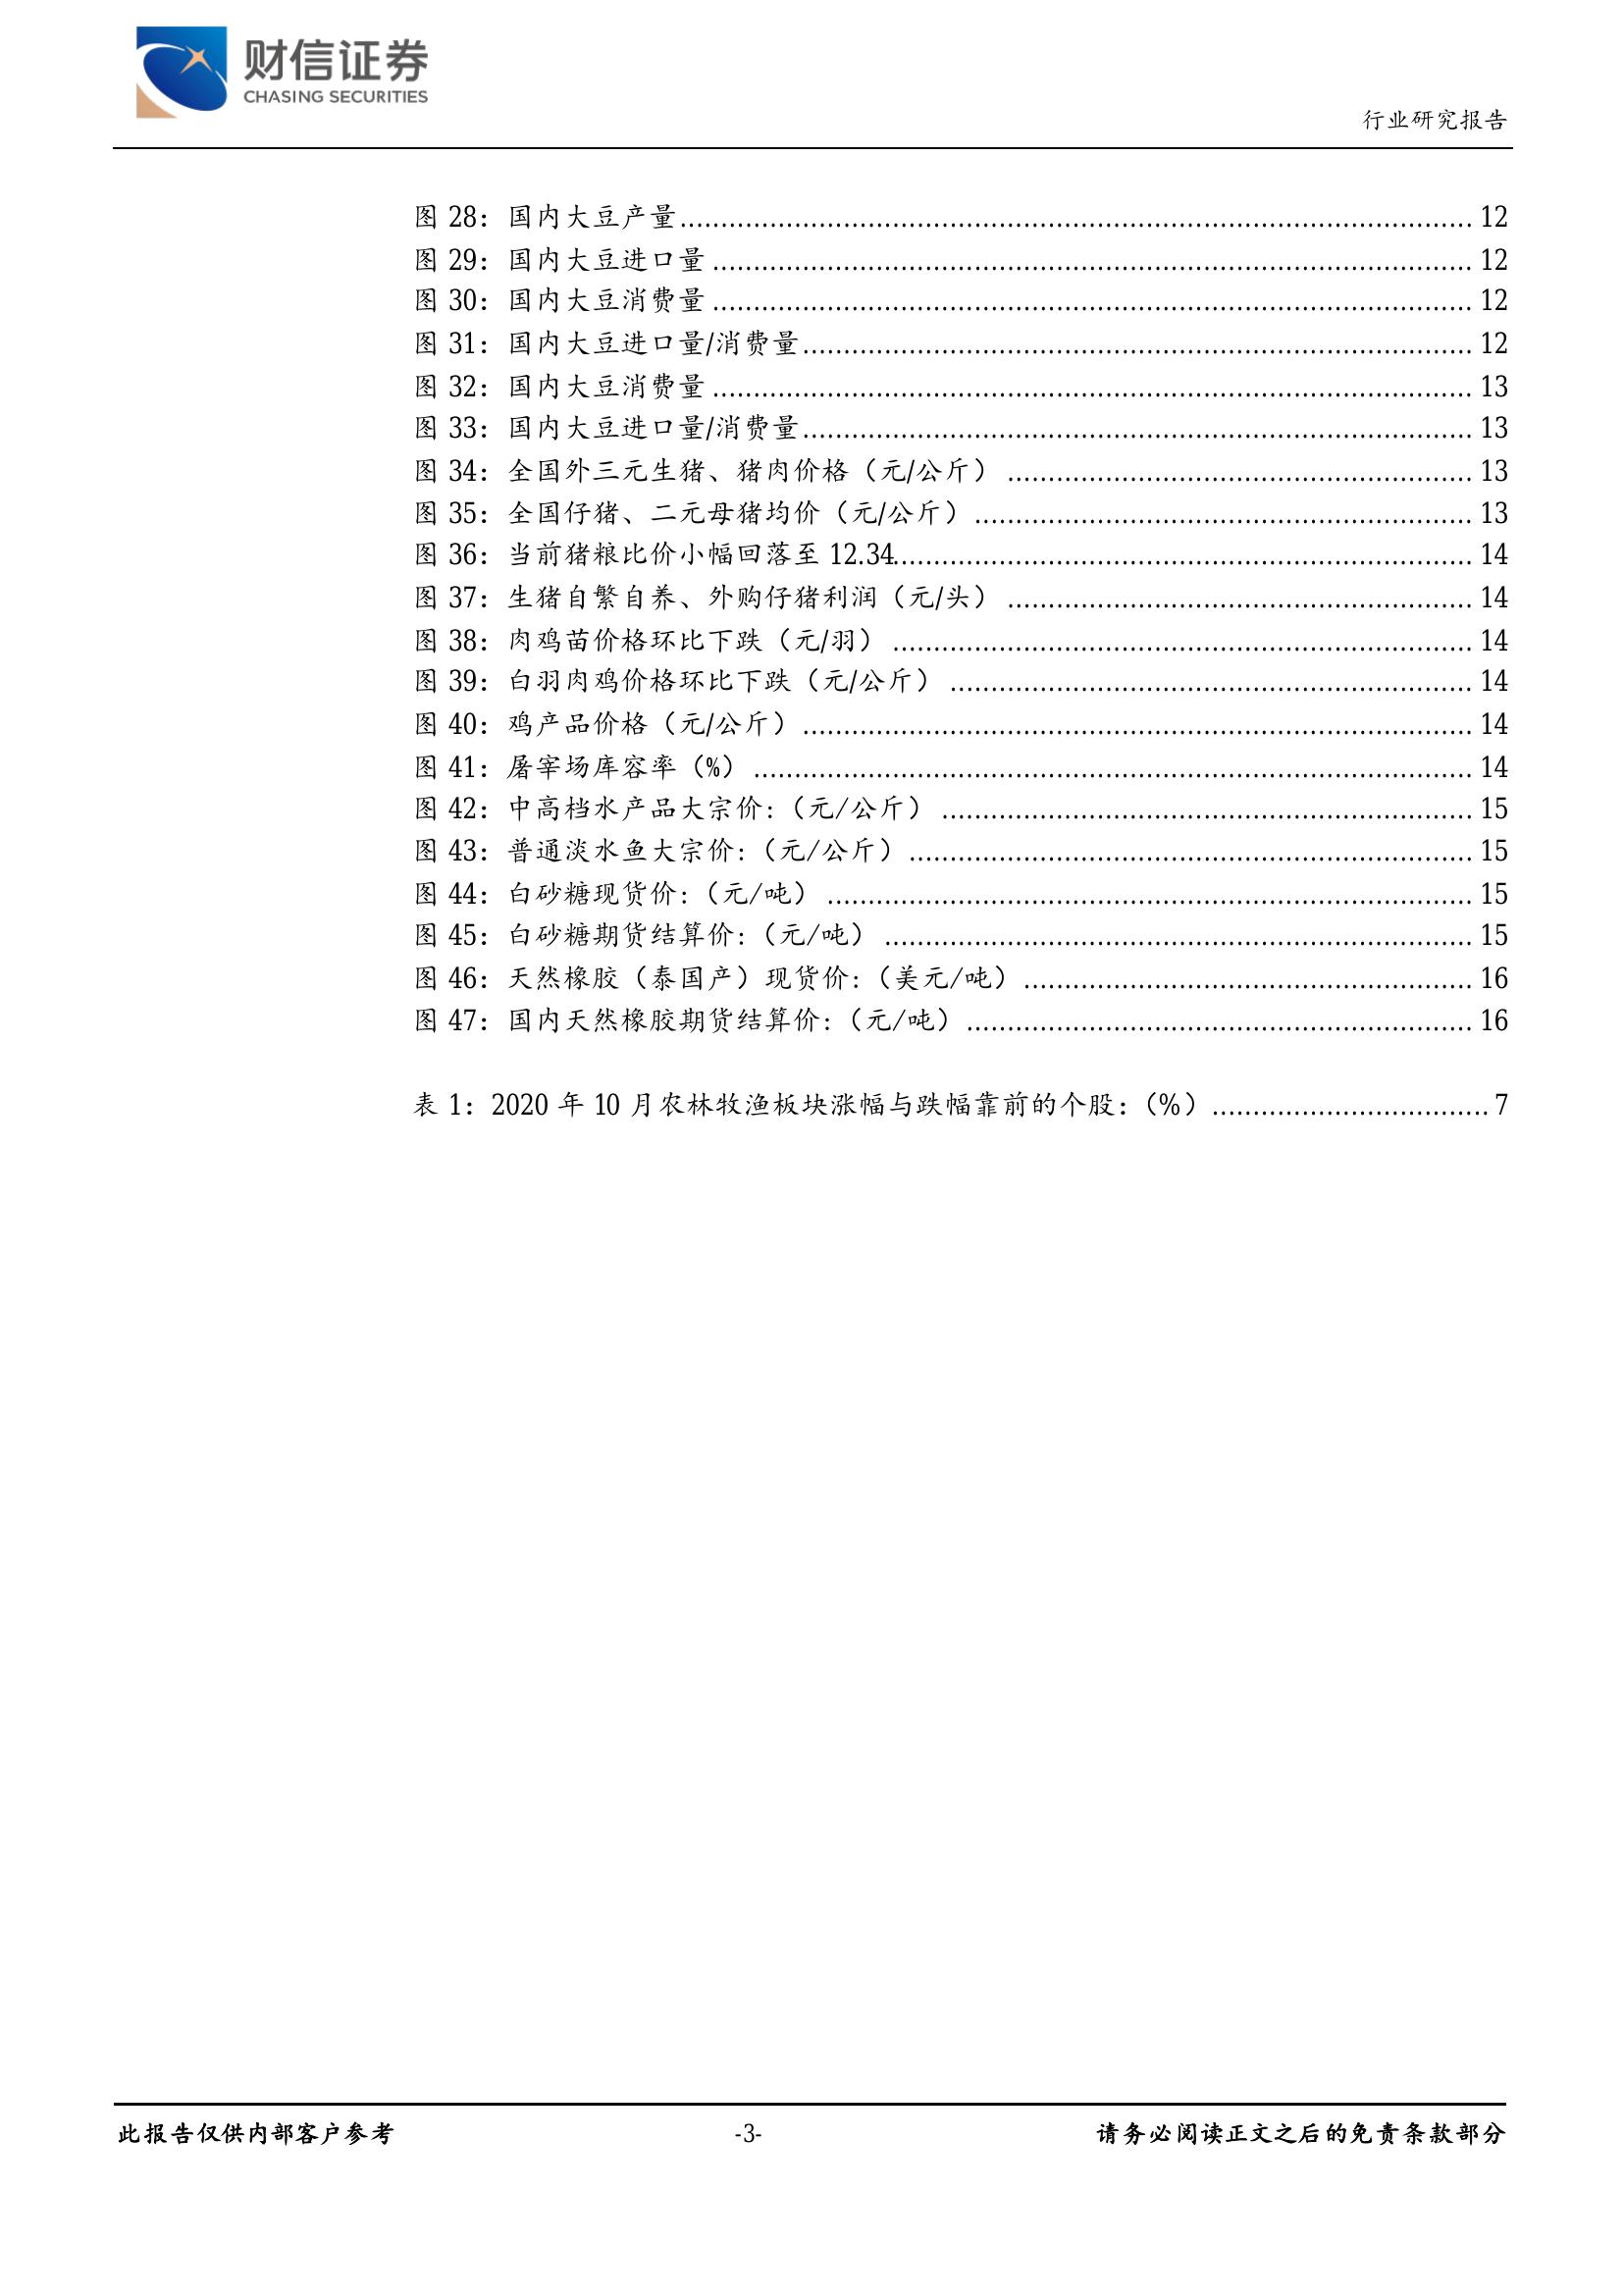 财信证券
CHASING SECURITIES
行业研究报告
图 28：国内大豆产量.................................................................................................. 12
图 29：国内大豆进口量.............................................................................................. 12
图 30：国内大豆消费量.............................................................................................. 12
图 31：国内大豆进口量/消费量................................................................................... 12
图 32：国内大豆消费量.............................................................................................. 13
图 33：国内大豆进口量/消费量................................................................................... 13
图 34：全国外三元生猪、猪肉价格（元/公斤）......................................................... 13
图 35：全国仔猪、二元母猪均价（元/公斤）............................................................. 13
图 36：当前猪粮比价小幅回落至 12.34....................................................................... 14
图 37：生猪自繁自养、外购仔猪利润（元/头）......................................................... 14
图 38：肉鸡苗价格环比下跌（元/羽）....................................................................... 14
图 39：白羽肉鸡价格环比下跌（元/公斤）................................................................ 14
图 40：鸡产品价格（元/公斤）................................................................................... 14
图 41：屠宰场库容率（%）......................................................................................... 14
图 42：中高档水产品大宗价:（元/公斤）................................................................. 15
图 43：普通淡水鱼大宗价:（元/公斤）..................................................................... 15
图 44：白砂糖现货价:（元/吨）................................................................................ 15
图 45：白砂糖期货结算价:（元/吨）......................................................................... 15
图 46：天然橡胶（泰国产）现货价:（美元/吨）....................................................... 16
图 47：国内天然橡胶期货结算价:（元/吨）.............................................................. 16
表 1：2020 年 10 月农林牧渔板块涨幅与跌幅靠前的个股：（%）.................................. 7
此报告仅供内部客户参考
-3-
请务必阅读正文之后的免责条款部分